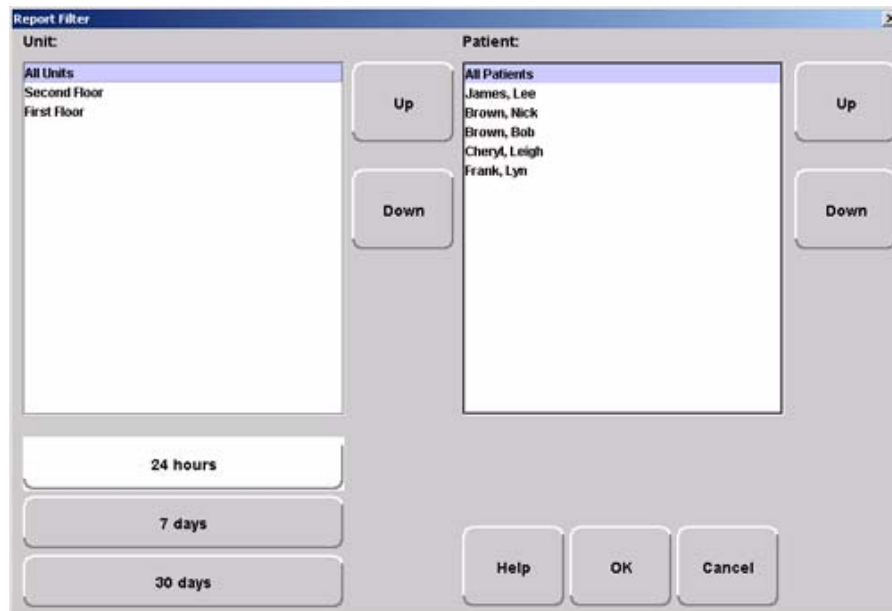 Report Filter
Unit:
Patient:
All Units
Second Floor
First Floor
Up
Down
All Patients
James, Lee
Brown, Nick
Brown, Bob
Cheryl, Leigh
Frank, Lyn
Up
Down
24 hours
7 days
30 days
Help
OK
Cancel